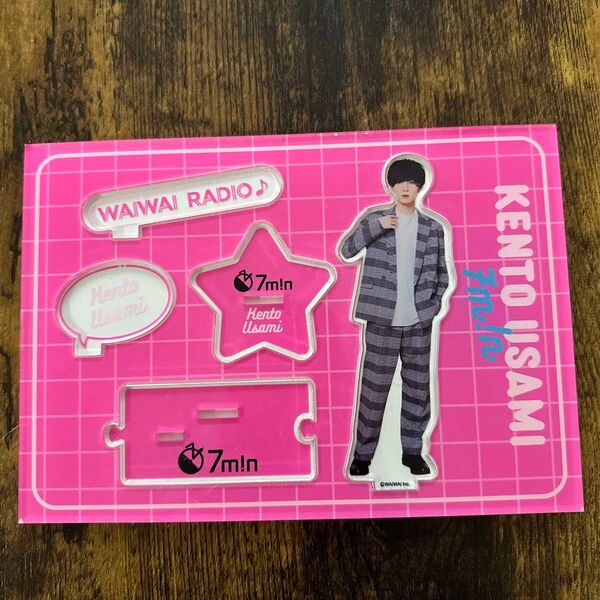 WAIWAI RADIO♪
Kento
Usami
7m!n
Kento
Usami
7m!n
©WAIWAI Inc.
KENTO USAMI
7m!n